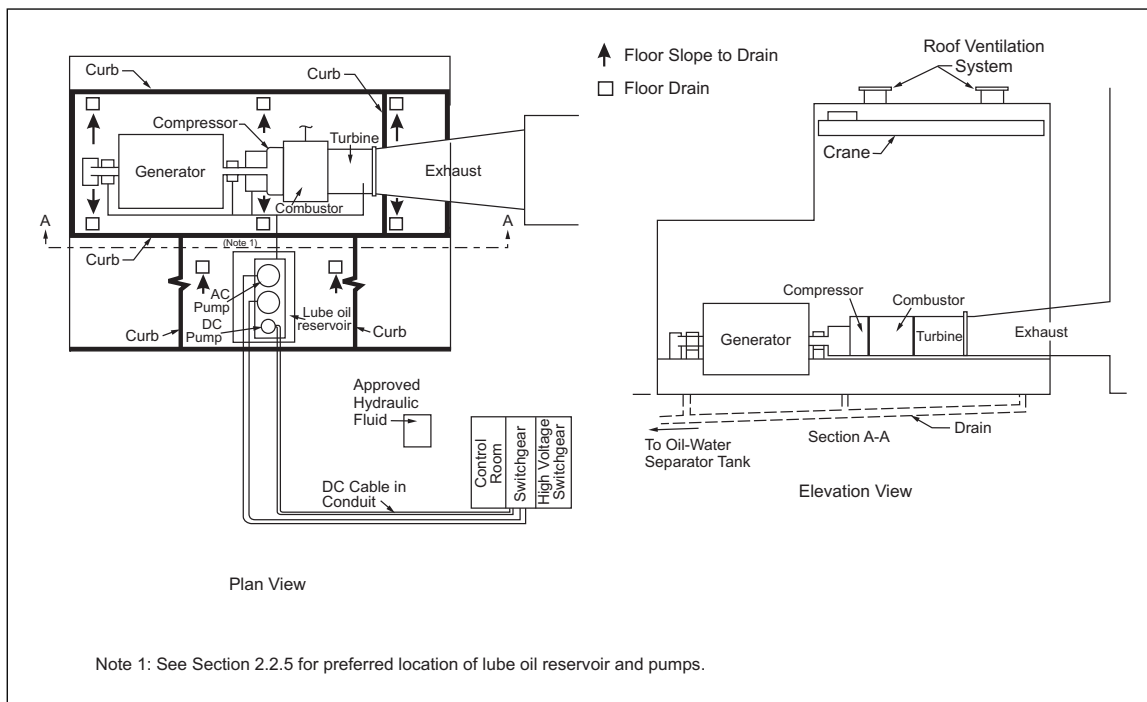 Curb
Curb
Compressor
Turbine
Generator
Exhaust
Combustor
A
A
(Note 1)
Curb
AC
Pump
DC
Pump
Lube oil
reservoir
Curb
Curb
Approved
Hydraulic
Fluid
Control
Room
Switchgear
High Voltage
Switchgear
DC Cable in
Conduit
Plan View
Floor Slope to Drain
Floor Drain
Roof Ventilation
System
Crane
Compressor
Combustor
Generator
Turbine
Exhaust
Section A-A
Drain
To Oil-Water
Separator Tank
Elevation View
Note 1: See Section 2.2.5 for preferred location of lube oil reservoir and pumps.